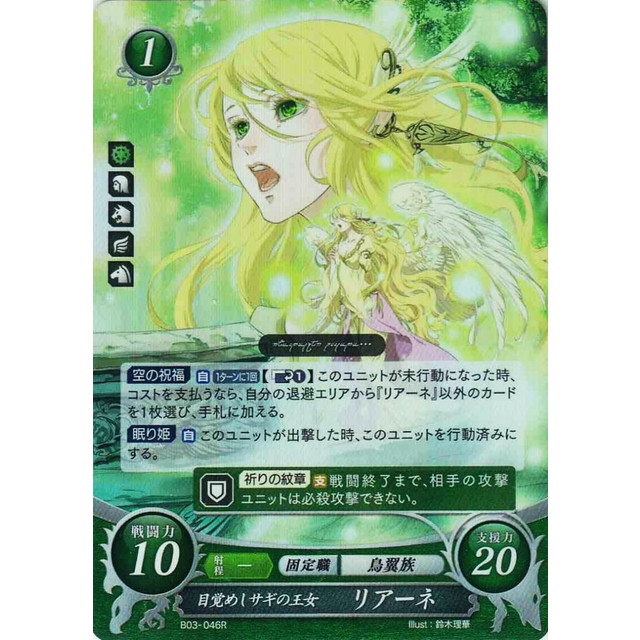 1
空の祝福 自 1ターンに1回【1】このユニットが未行動になった時、
コストを支払うなら、自分の退避エリアから『リアーネ』以外のカード
を1枚選び、手札に加える。
眠り姫 自 このユニットが出撃した時、このユニットを行動済みに
する。
祈りの紋章 支 戦闘終了まで、相手の攻撃
ユニットは必殺攻撃できない。
戦闘力
10
射程 — 固定職 鳥翼族
支援力
20
目覚めしサギの王女 リアーネ
B03-046R
Illust:鈴木理華